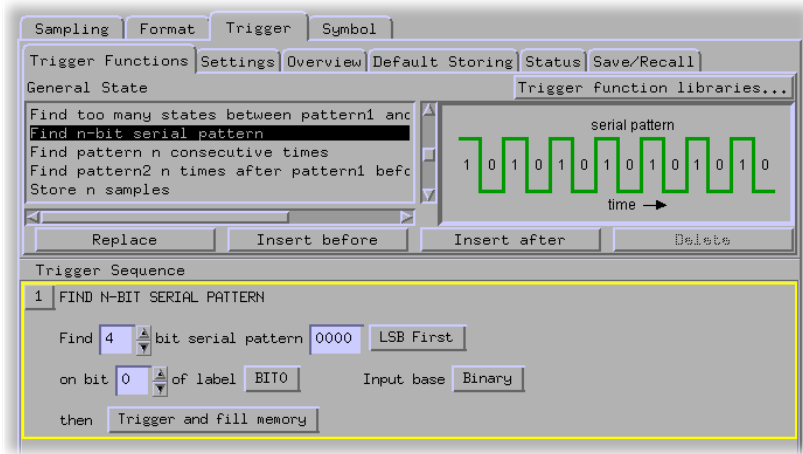 Sampling Format Trigger Symbol
Trigger Functions Settings Overview Default Storing Status Save/Recall
General State Trigger function libraries...
Find too many states between pattern1 and
Find n-bit serial pattern
Find pattern n consecutive times
Find pattern2 n times after pattern1 befo
Store n samples
serial pattern
1 0 1 0 1 0 1 0 1 0 1 0 1 0 1 0
time
Replace Insert before Insert after Delete
Trigger Sequence
1 FIND N-BIT SERIAL PATTERN
Find 4 bit serial pattern 0000 LSB First
on bit 0 of label BIT0 Input base Binary
then Trigger and fill memory